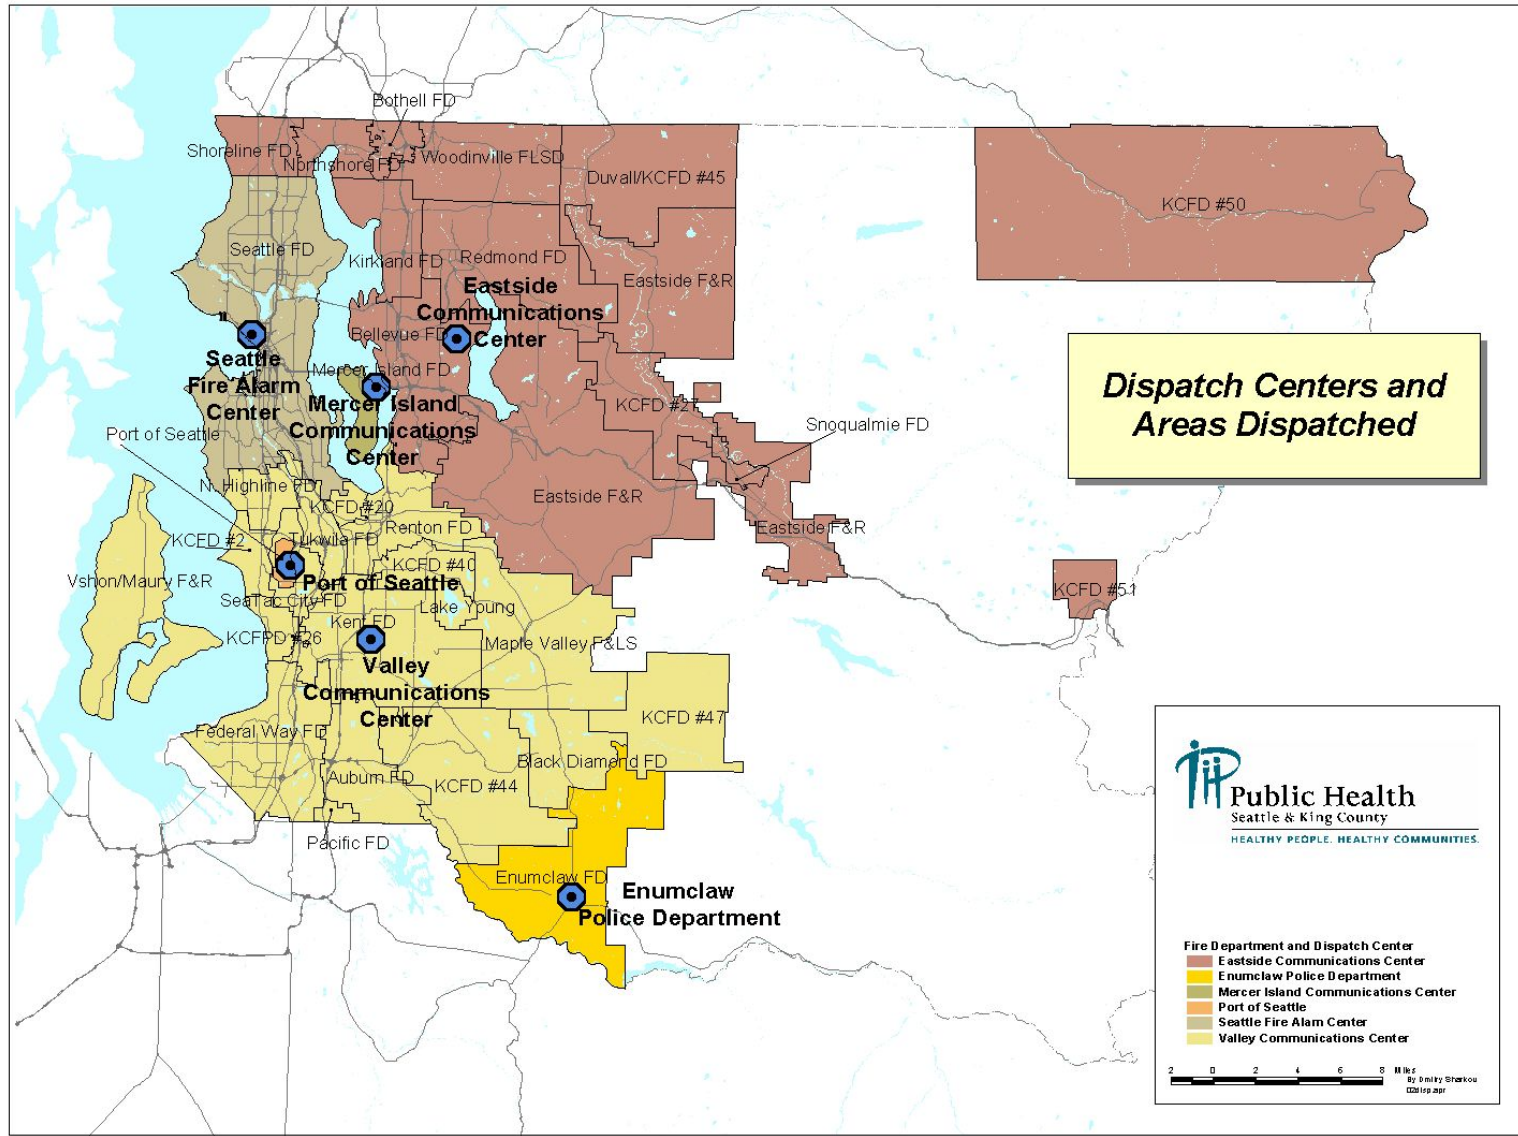 Bothell FD
Shoreline FD
Northshore FD
Woodinville FLSD
Duvall/KCFD #45
KCFD #50
Seattle FD
Kirkland FD
Redmond FD
Eastside F&R
Eastside
Communications
Center
Bellevue FD
Seattle
Fire Alarm
Center
Mercer Island FD
Mercer Island
Communications
Center
KCFD #27
Snoqualmie FD
Dispatch Centers and
Areas Dispatched
Port of Seattle
N. Highline FD
KCFD #20
Eastside F&R
Renton FD
Eastside F&R
KCFD #2
Tukwila FD
KCFD #40
Vshon/Maury F&R
Port of Seattle
KCFD #51
SeaTac City FD
Lake Young
Kent FD
KCFPD #26
Maple Valley F&LS
Valley
Communications
Center
KCFD #47
Federal Way FD
Black Diamond FD
Auburn FD
KCFD #44
Pacific FD
Enumclaw FD
Enumclaw
Police Department
Public Health
Seattle & King County
HEALTHY PEOPLE. HEALTHY COMMUNITIES.
Fire Department and Dispatch Center
Eastside Communications Center
Enumclaw Police Department
Mercer Island Communications Center
Port of Seattle
Seattle Fire Alarm Center
Valley Communications Center
2 0 2 4 6 8 Miles